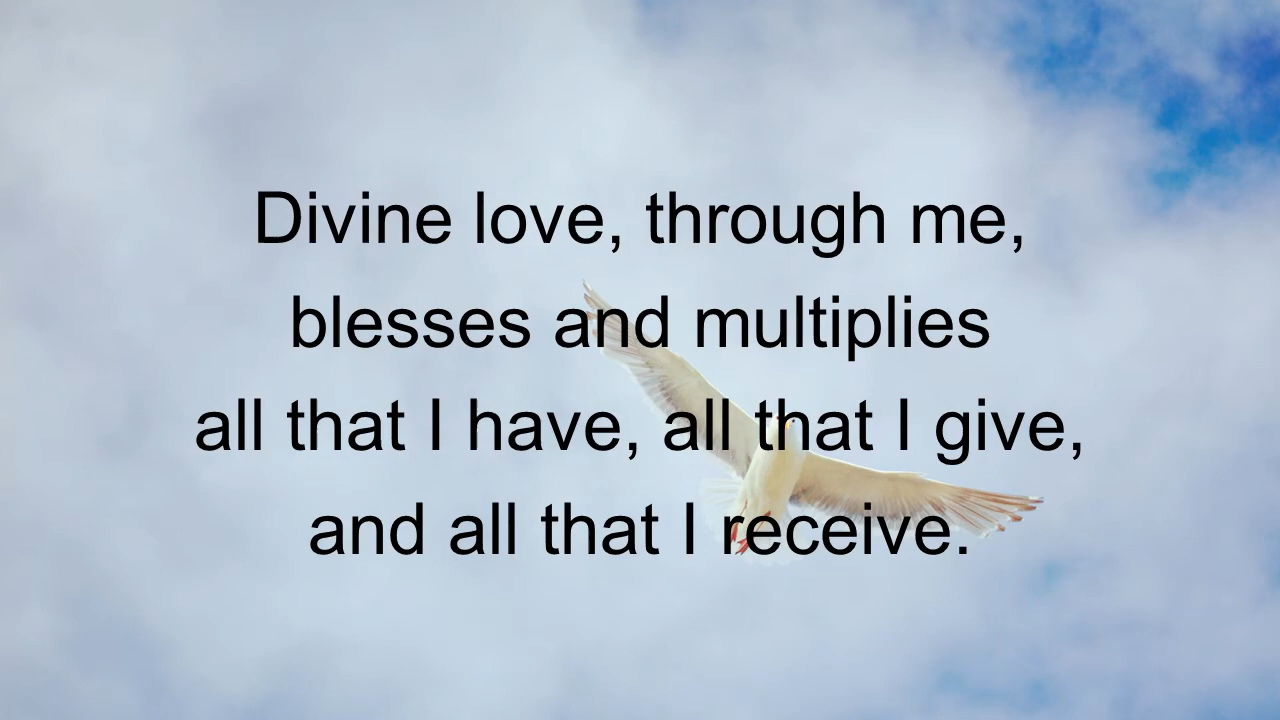 Divine love, through me,
blesses and multiplies
all that I have, all that I give,
and all that I receive.